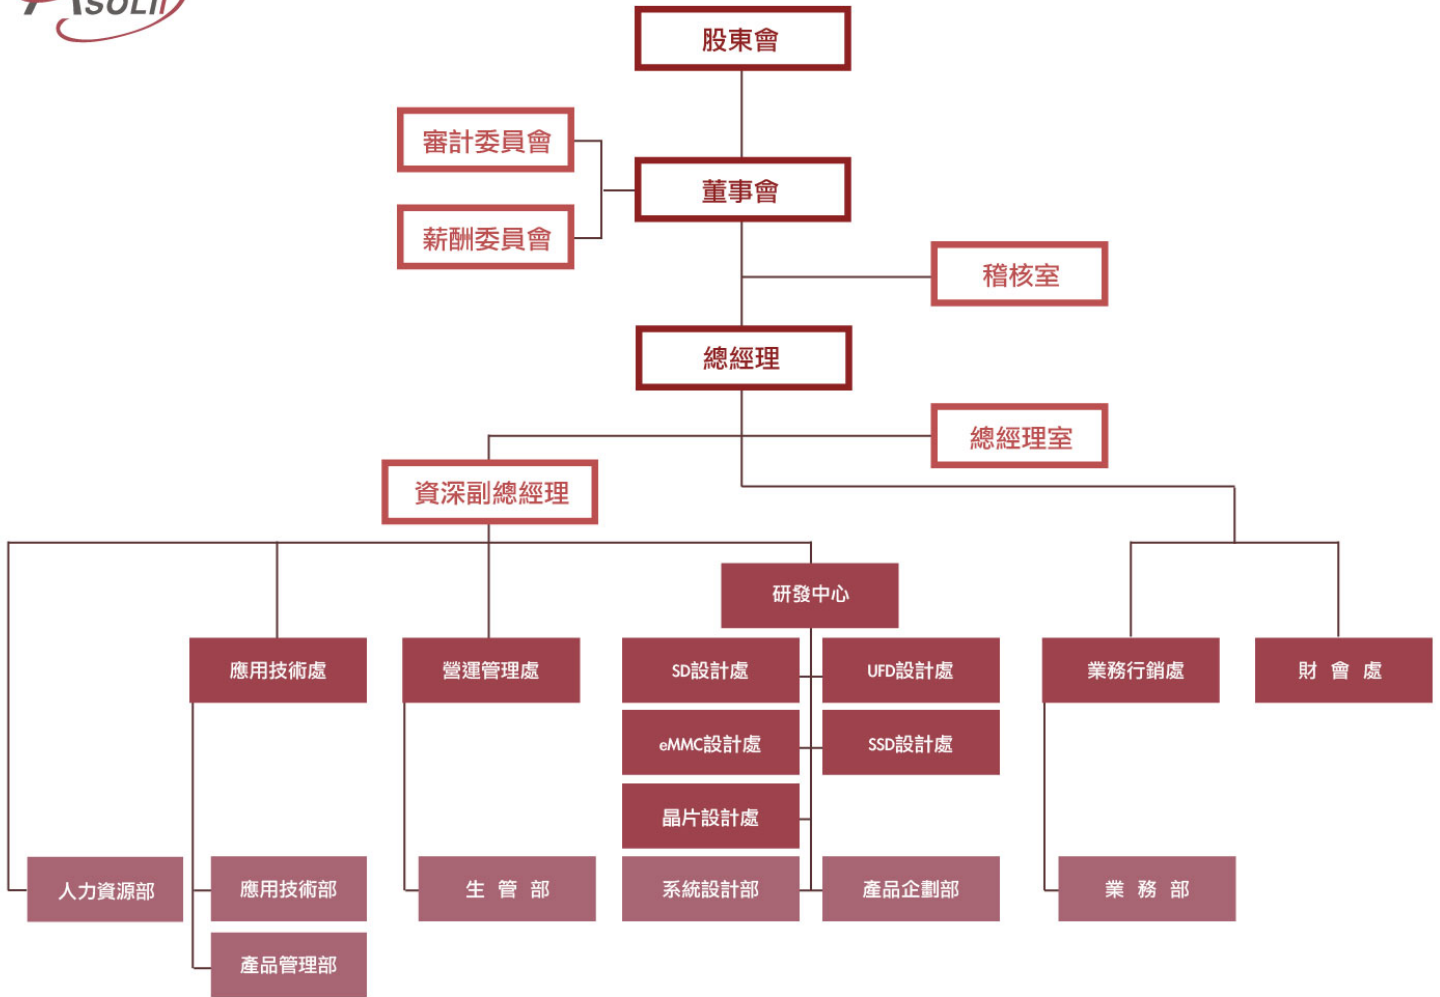 ASOLID
股東會
審計委員會
董事會
薪酬委員會
稽核室
總經理
總經理室
資深副總經理
研發中心
應用技術處
營運管理處
SD設計處
UFD設計處
業務行銷處
財 會 處
eMMC設計處
SSD設計處
晶片設計處
人力資源部
應用技術部
生 管 部
系統設計部
產品企劃部
業 務 部
產品管理部